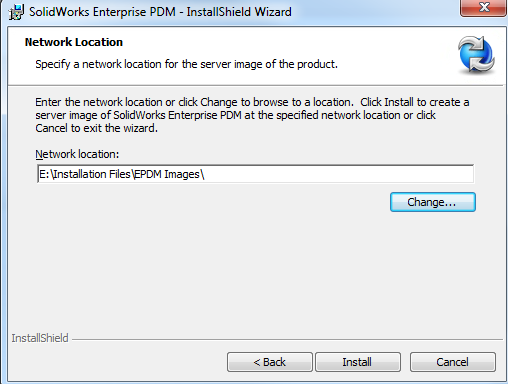 SolidWorks Enterprise PDM - InstallShield Wizard
Network Location
Specify a network location for the server image of the product.
Enter the network location or click Change to browse to a location. Click Install to create a
server image of SolidWorks Enterprise PDM at the specified network location or click
Cancel to exit the wizard.
Network location:
E:\Installation Files\EPDM Images\
Change...
InstallShield
< Back
Install
Cancel